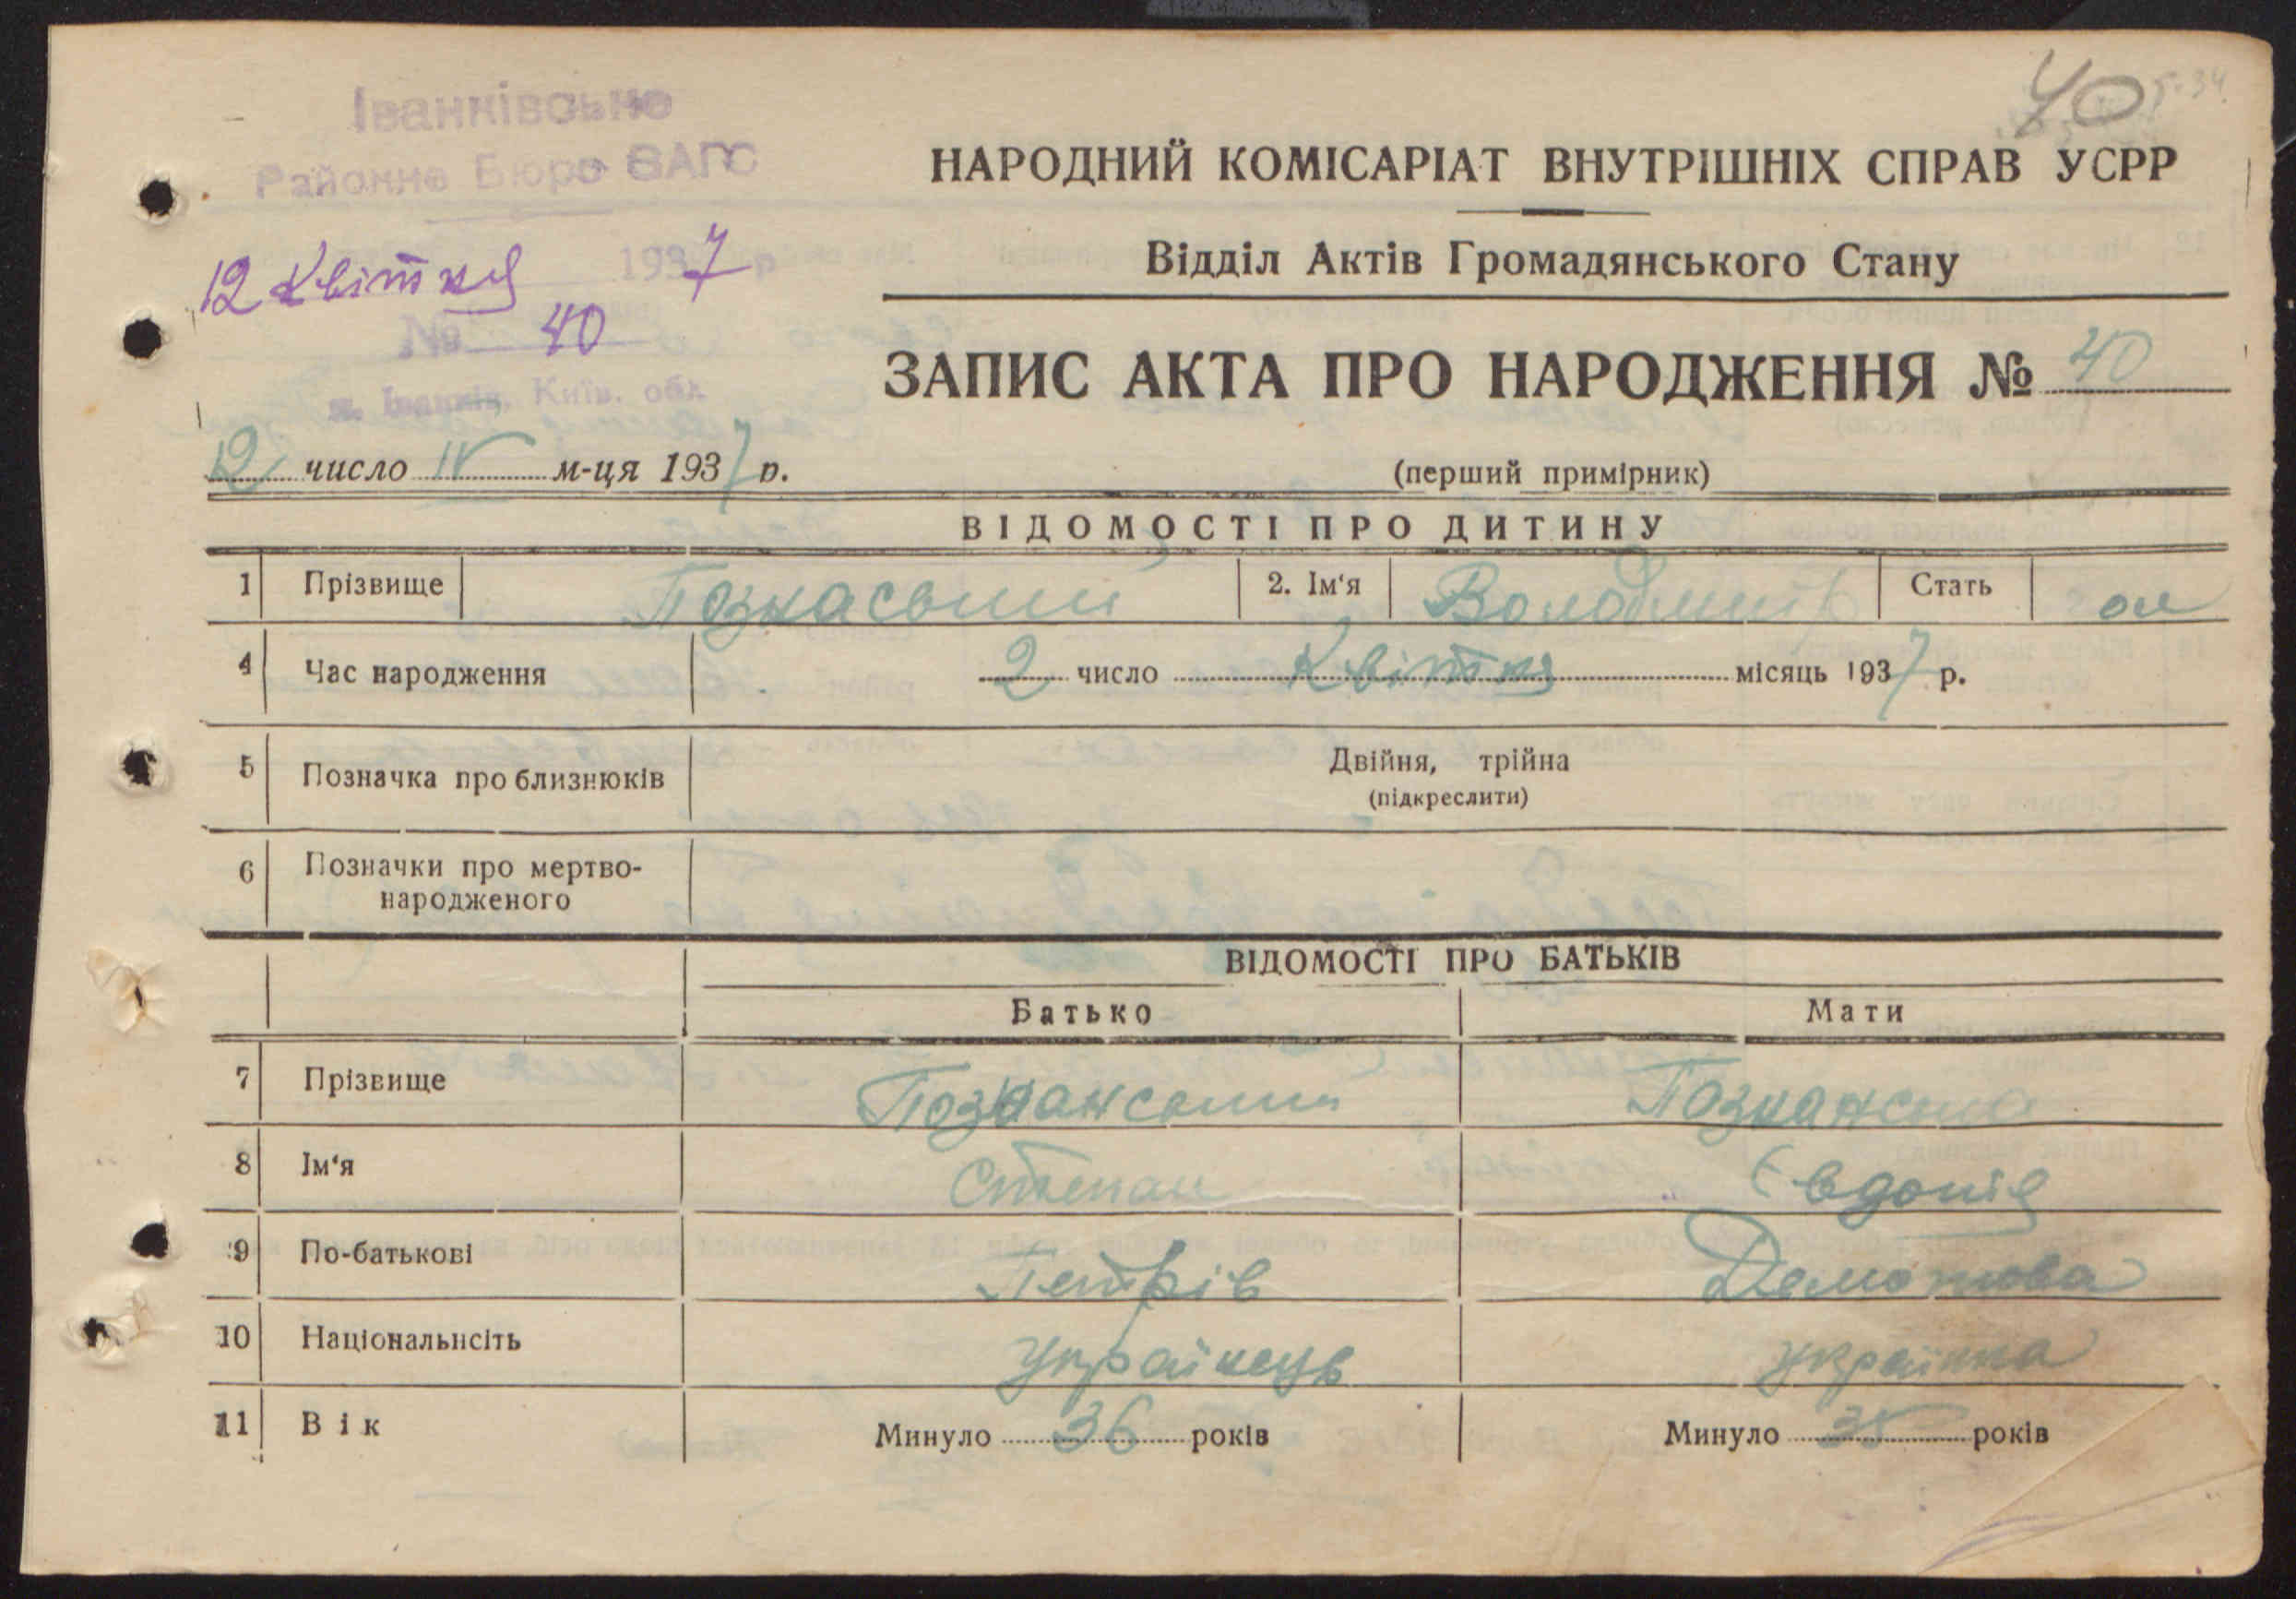 40
Іванківське
Районне Бюро ЗАГС
НАРОДНИЙ КОМІСАРІАТ ВНУТРІШНІХ СПРАВ УСРР
Відділ Актів Громадянського Стану
12 Квітня 1937 р
№ 40
м. Іванків, Київ. обл
ЗАПИС АКТА ПРО НАРОДЖЕННЯ № 40
12 число IV м-ця 1937 р.
(перший примірник)
ВІДОМОСТІ ПРО ДИТИНУ
1 Прізвище 2. Ім'я Володимир Стать
4 Час народження 2 число Квітня місяць 1937 р.
5 Позначка про близнюків Двійня, трійна
(підкреслити)
6 Позначки про мертво-
народженого
ВІДОМОСТІ ПРО БАТЬКІВ
Батько Мати
7 Прізвище Познанський Познанська
8 Ім'я Степан Євдокія
9 По-батькові Петрів
10 Національнсіть Українець Українка
11 Вік Минуло 36 років Минуло 35 років